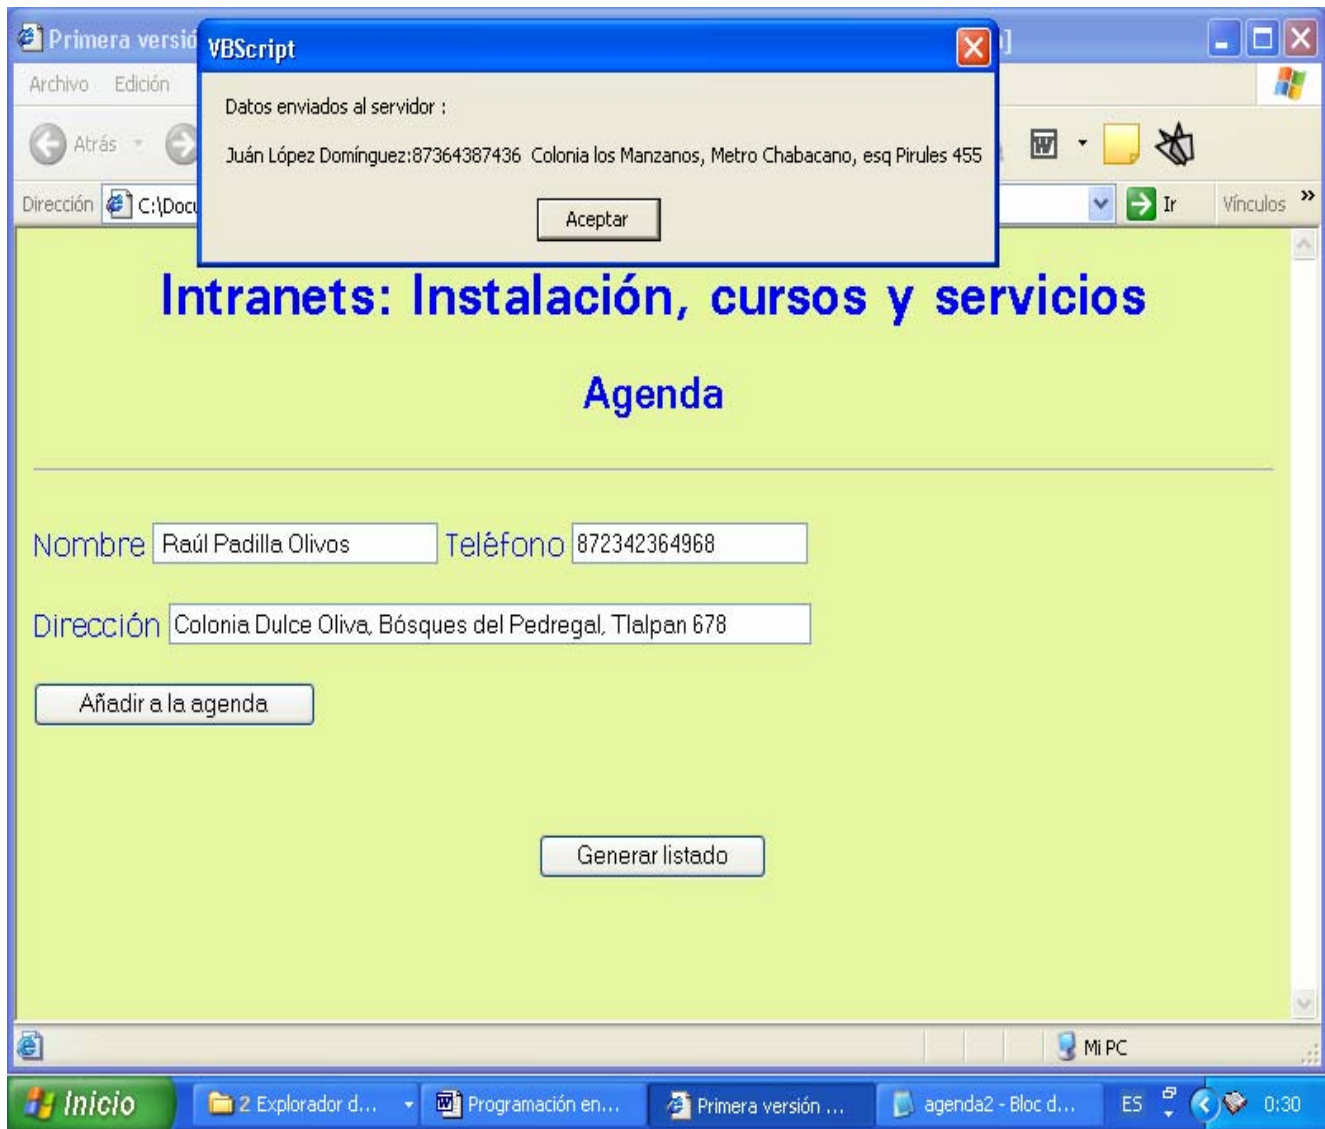 Primera versió
VBScript
Archivo Edición
Datos enviados al servidor :
Atrás
Juán López Domínguez:87364387436 Colonia los Manzanos, Metro Chabacano, esq Pirules 455
Dirección C:\Docu
Ir Vínculos »
Aceptar
Intranets: Instalación, cursos y servicios
Agenda
Nombre Raúl Padilla Olivos Teléfono 872342364968
Dirección Colonia Dulce Oliva, Bósques del Pedregal, Tlalpan 678
Añadir a la agenda
Generar listado
Mi PC
Inicio 2 Explorador d... Programación en... Primera versión ... agenda2 - Bloc d... ES 0:30